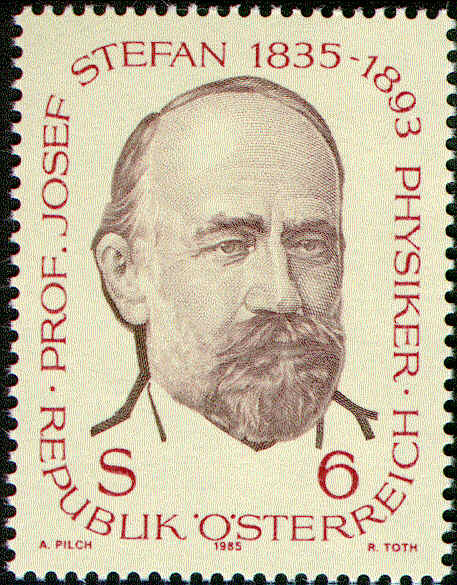 PROF. JOSEF STEFAN 1835-1893 PHYSIKER ·
REPUBLIK ÖSTERREICH ·
S 6
A. PILCH 1985 R. TOTH